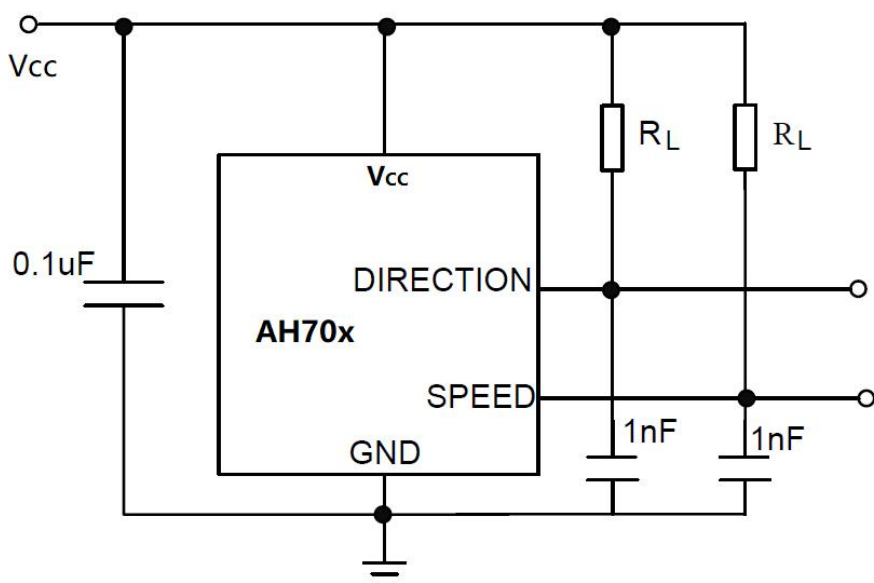 Vcc
Vcc
RL
RL
0.1uF
DIRECTION
AH70x
SPEED
GND
1nF
1nF